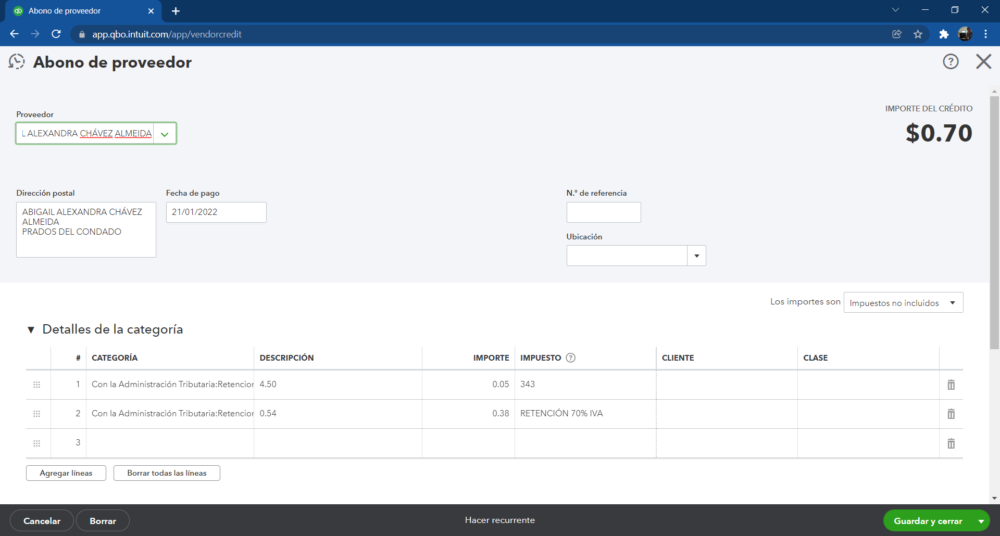 Abono de proveedor
app.qbo.intuit.com/app/vendorcredit
Abono de proveedor
Proveedor
L ALEXANDRA CHÁVEZ ALMEIDA
IMPORTE DEL CRÉDITO
$0.70
Dirección postal
Fecha de pago
N.º de referencia
ABIGAIL ALEXANDRA CHÁVEZ
ALMEIDA
PRADOS DEL CONDADO
21/01/2022
Ubicación
Los importes son Impuestos no incluidos
Detalles de la categoría
# CATEGORÍA DESCRIPCIÓN IMPORTE IMPUESTO ? CLIENTE CLASE
1 Con la Administración Tributaria:Retencion 4.50 0.05 343
2 Con la Administración Tributaria:Retencion 0.54 0.38 RETENCIÓN 70% IVA
3
Agregar líneas Borrar todas las líneas
Cancelar Borrar Hacer recurrente Guardar y cerrar